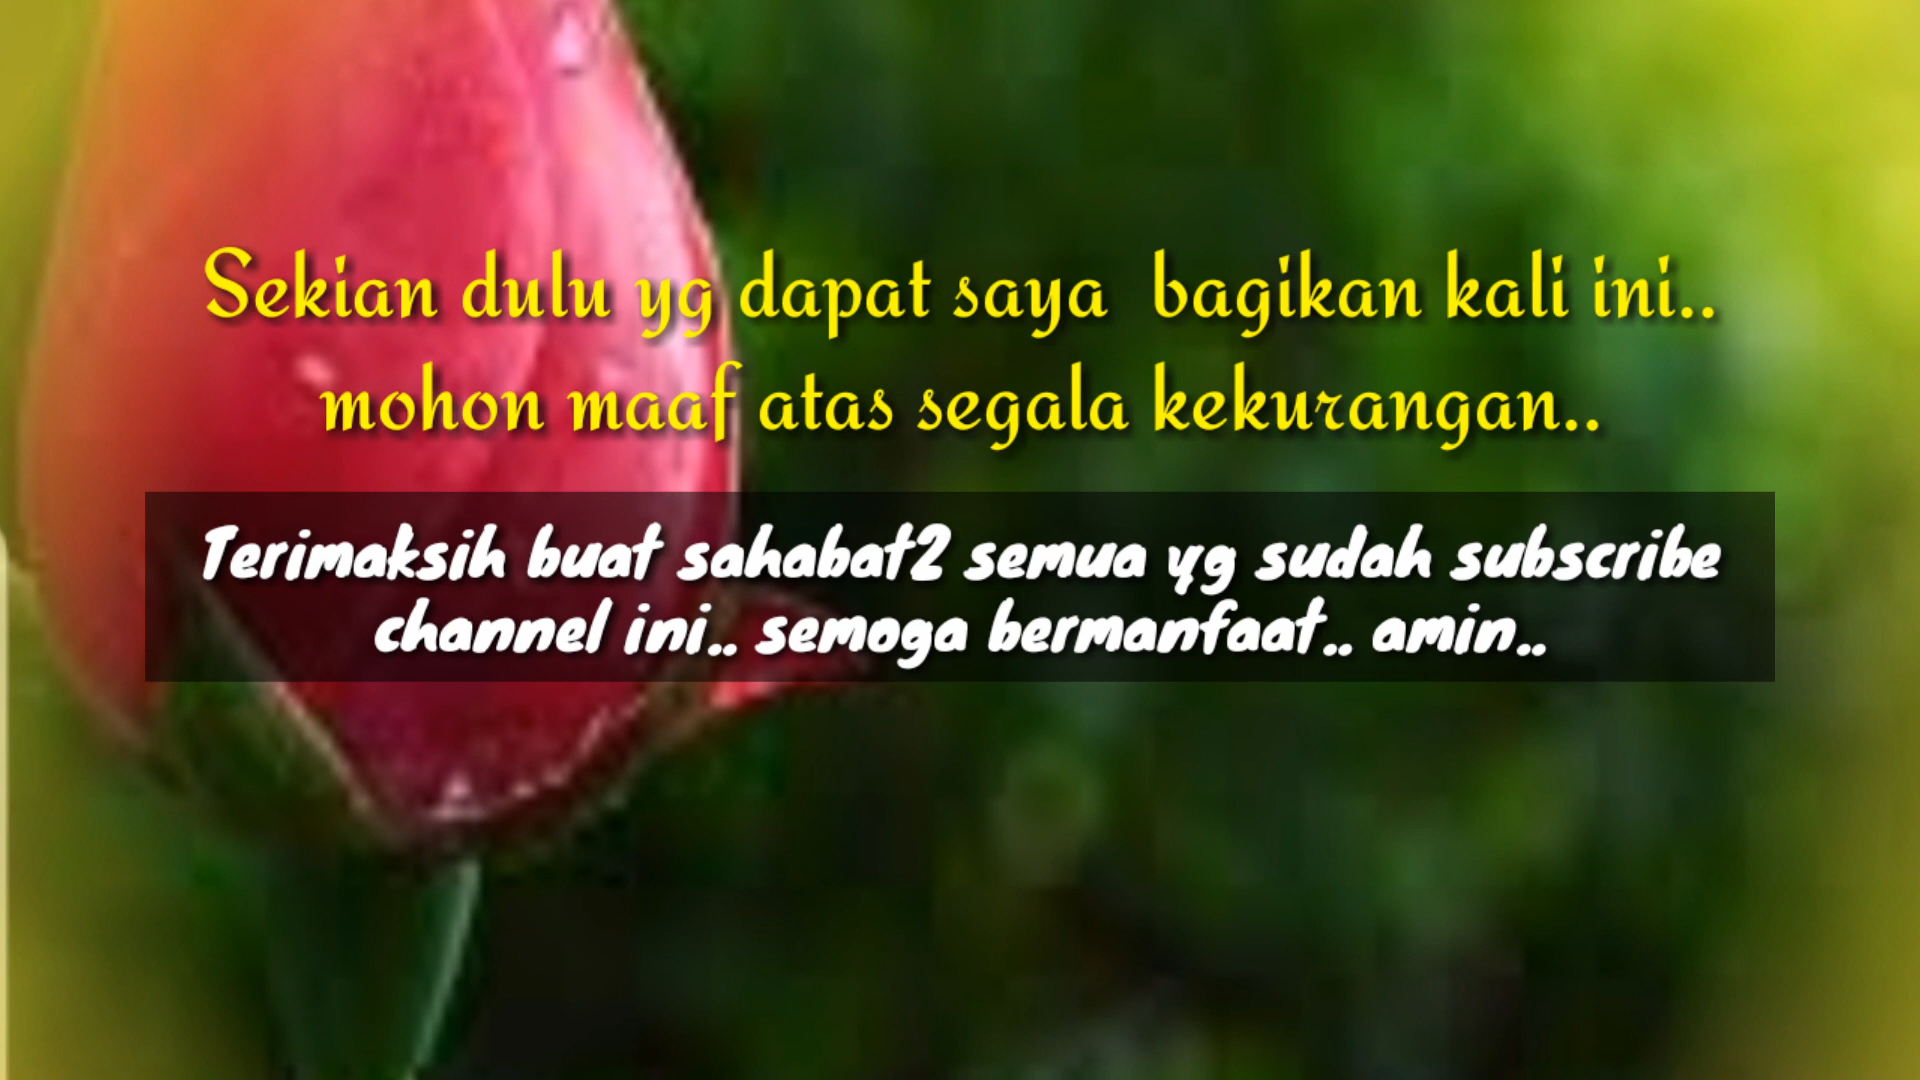 Sekian dulu yg dapat saya bagikan kali ini..
mohon maaf atas segala kekurangan..
Terimaksih buat sahabat2 semua yg sudah subscribe
channel ini.. semoga bermanfaat.. amin..